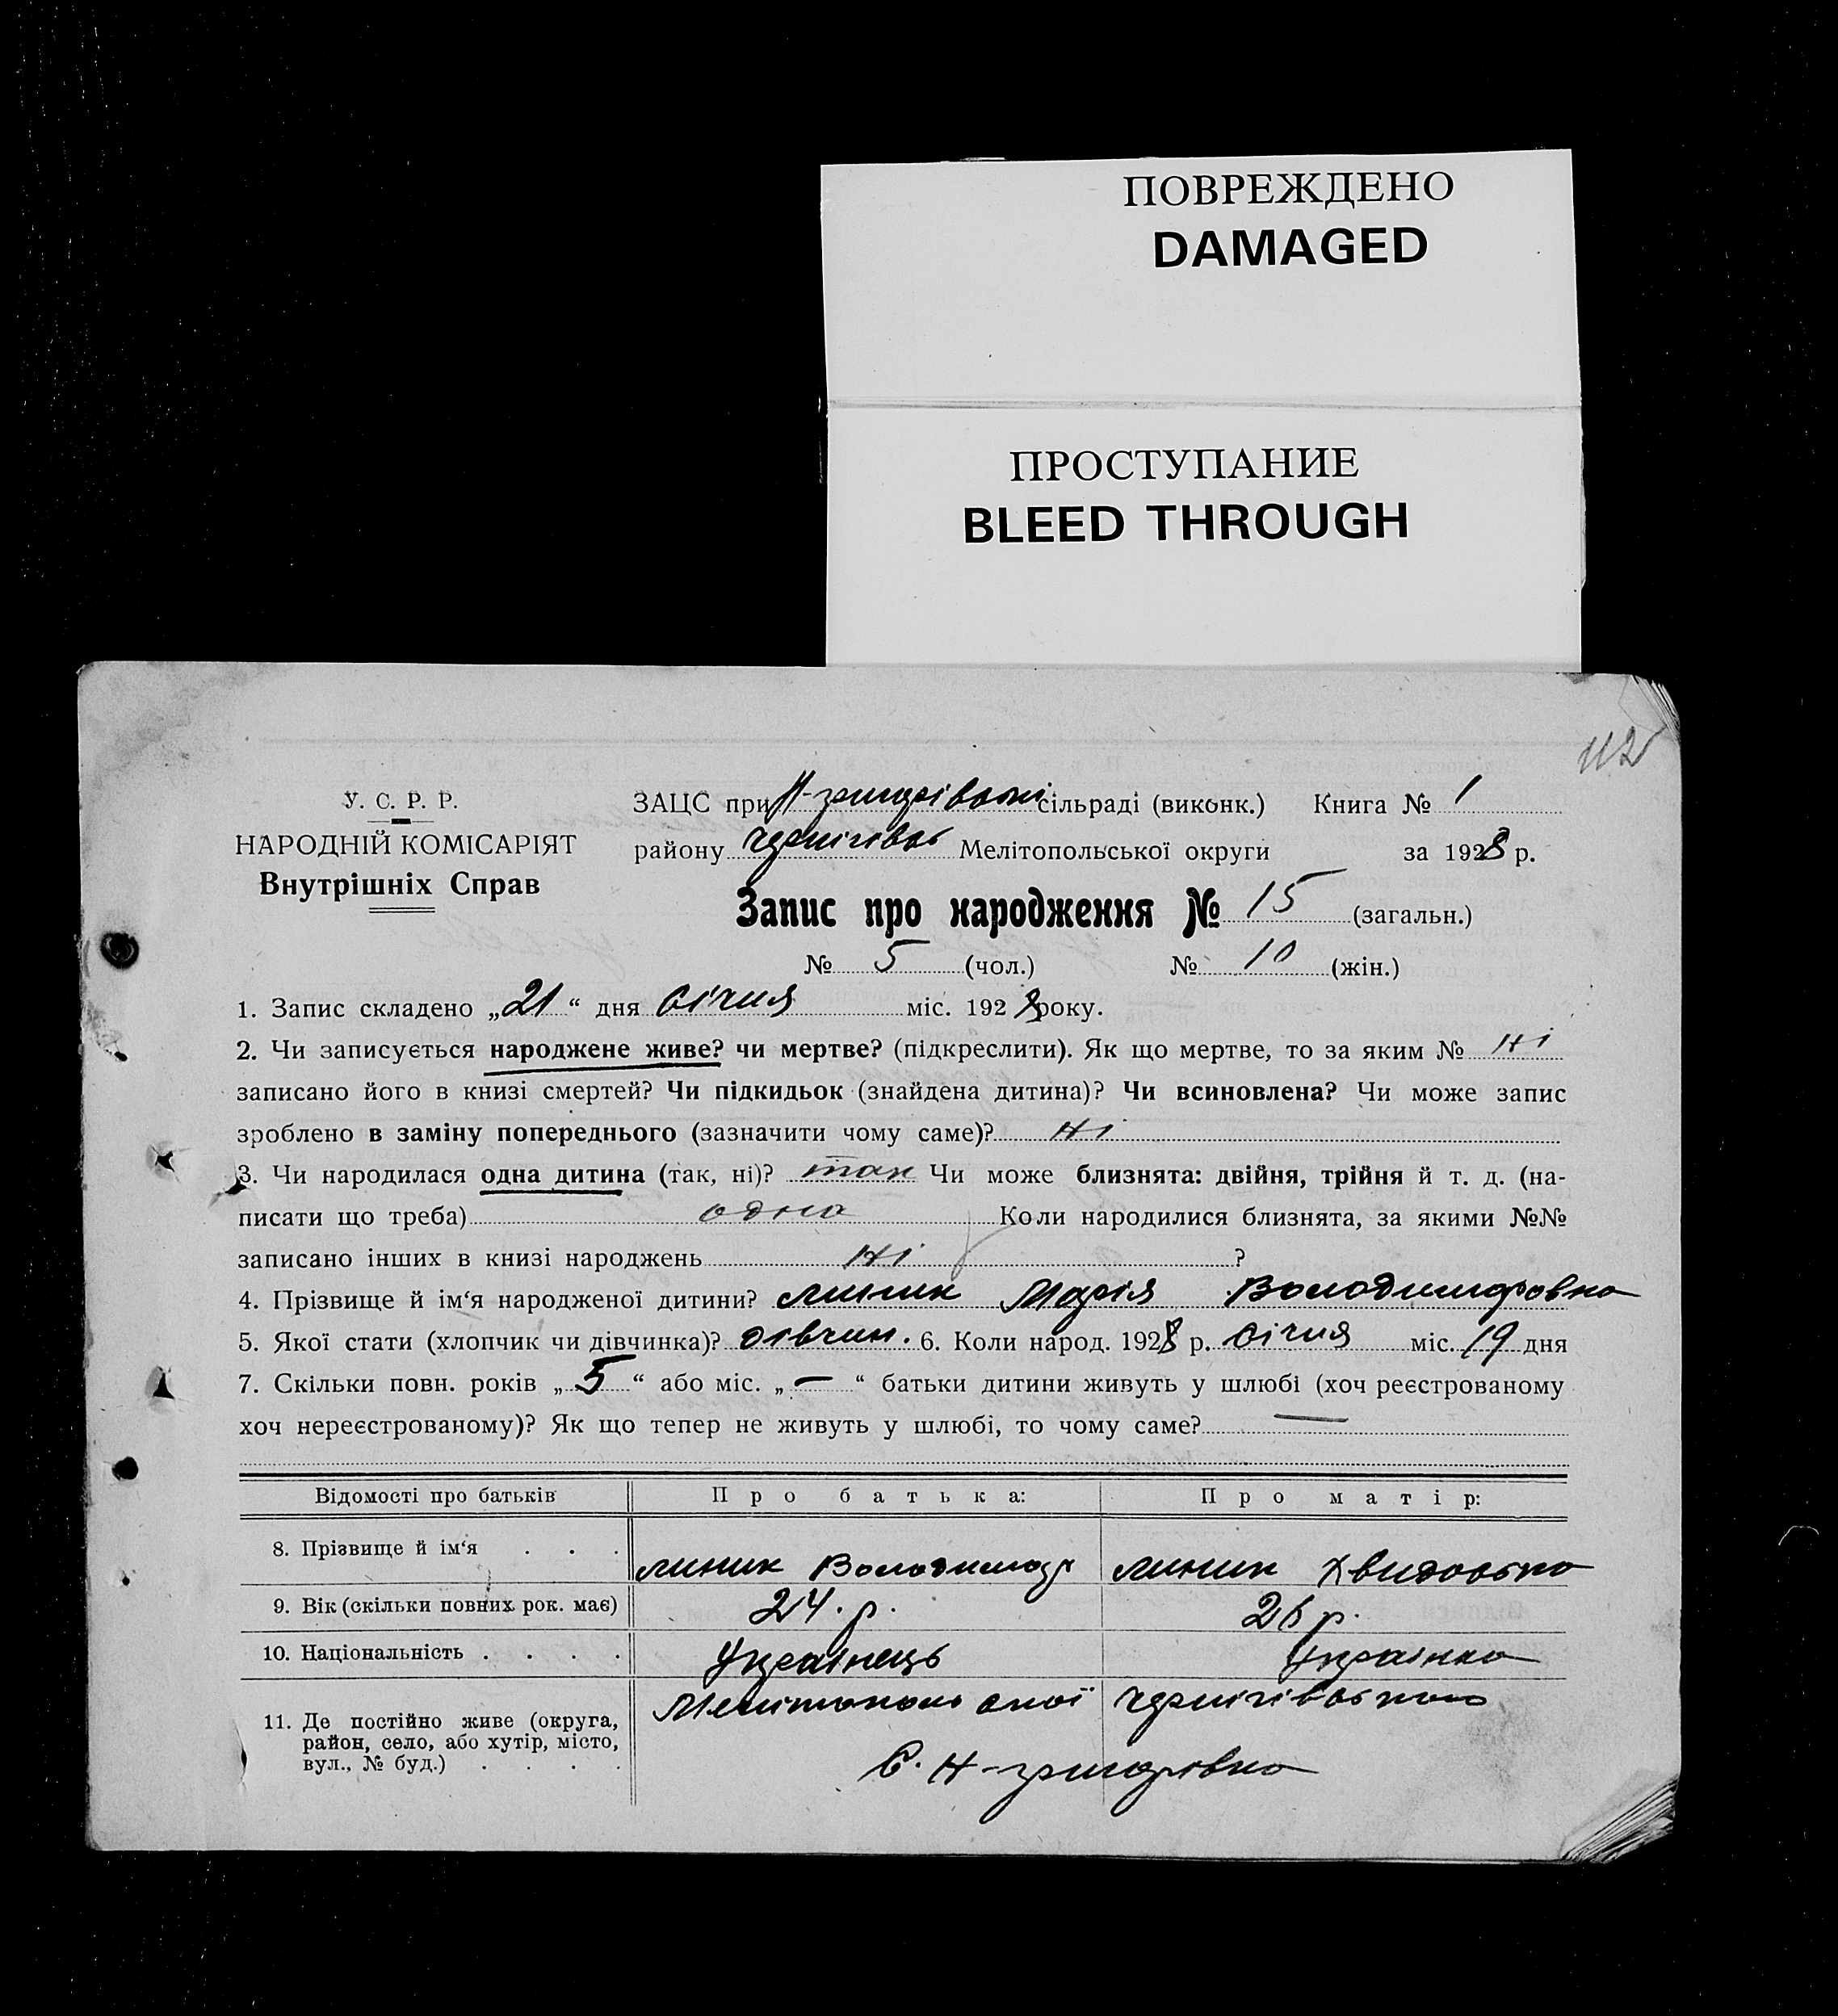 ПОВРЕЖДЕНО
DAMAGED
ПРОСТУПАНИЕ
BLEED THROUGH
112
У. С. Р. Р.
НАРОДНІЙ КОМІСАРІЯТ
Внутрішніх Справ
ЗАЦС при сільраді (виконк.) Книга № 1
району Мелітопольської округи за 1928 р.
Запис про народження № 15 (загальн.)
№ 5 (чол.) № 10 (жін.)
1. Запис складено „21“ дня січня міс. 1928 року.
2. Чи записується народжене живе? чи мертве? (підкреслити). Як що мертве, то за яким № ні
записано його в книзі смертей? Чи підкидьок (знайдена дитина)? Чи всиновлена? Чи може запис
зроблено в заміну попереднього (зазначити чому саме)? ні
3. Чи народилася одна дитина (так, ні)? так Чи може близнята: двійня, трійня й т. д. (на-
писати що треба) одна Коли народилися близнята, за якими №№
записано інших в книзі народжень ні ?
4. Прізвище й ім‘я народженої дитини? Линик Марія Володимировна
5. Якої стати (хлопчик чи дівчинка)? дівчин. 6. Коли народ. 1928 р. січня міс. 19 дня
7. Скільки повн. років „5“ або міс. „—“ батьки дитини живуть у шлюбі (хоч реєстрованому
хоч нереєстрованому)? Як що тепер не живуть у шлюбі, то чому саме? —
Відомості про батьків Про батька: Про матір:
8. Прізвище й ім‘я . . . Линик Володимир Линик
9. Вік (скільки повних рок. має) 24. р. 26 р.
10. Національність . . . . Українець Українка
11. Де постійно живе (округа,
район, село, або хутір, місто,
вул., № буд.) . . . .
Мелітопольської
С. Н-